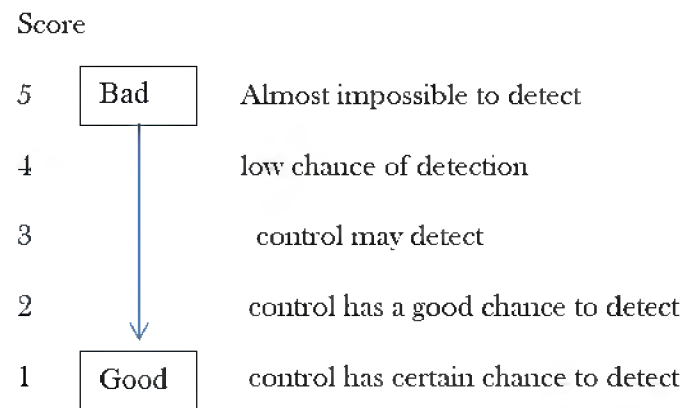 Score
5 Bad Almost impossible to detect
4 low chance of detection
3 control may detect
2 control has a good chance to detect
1 Good control has certain chance to detect